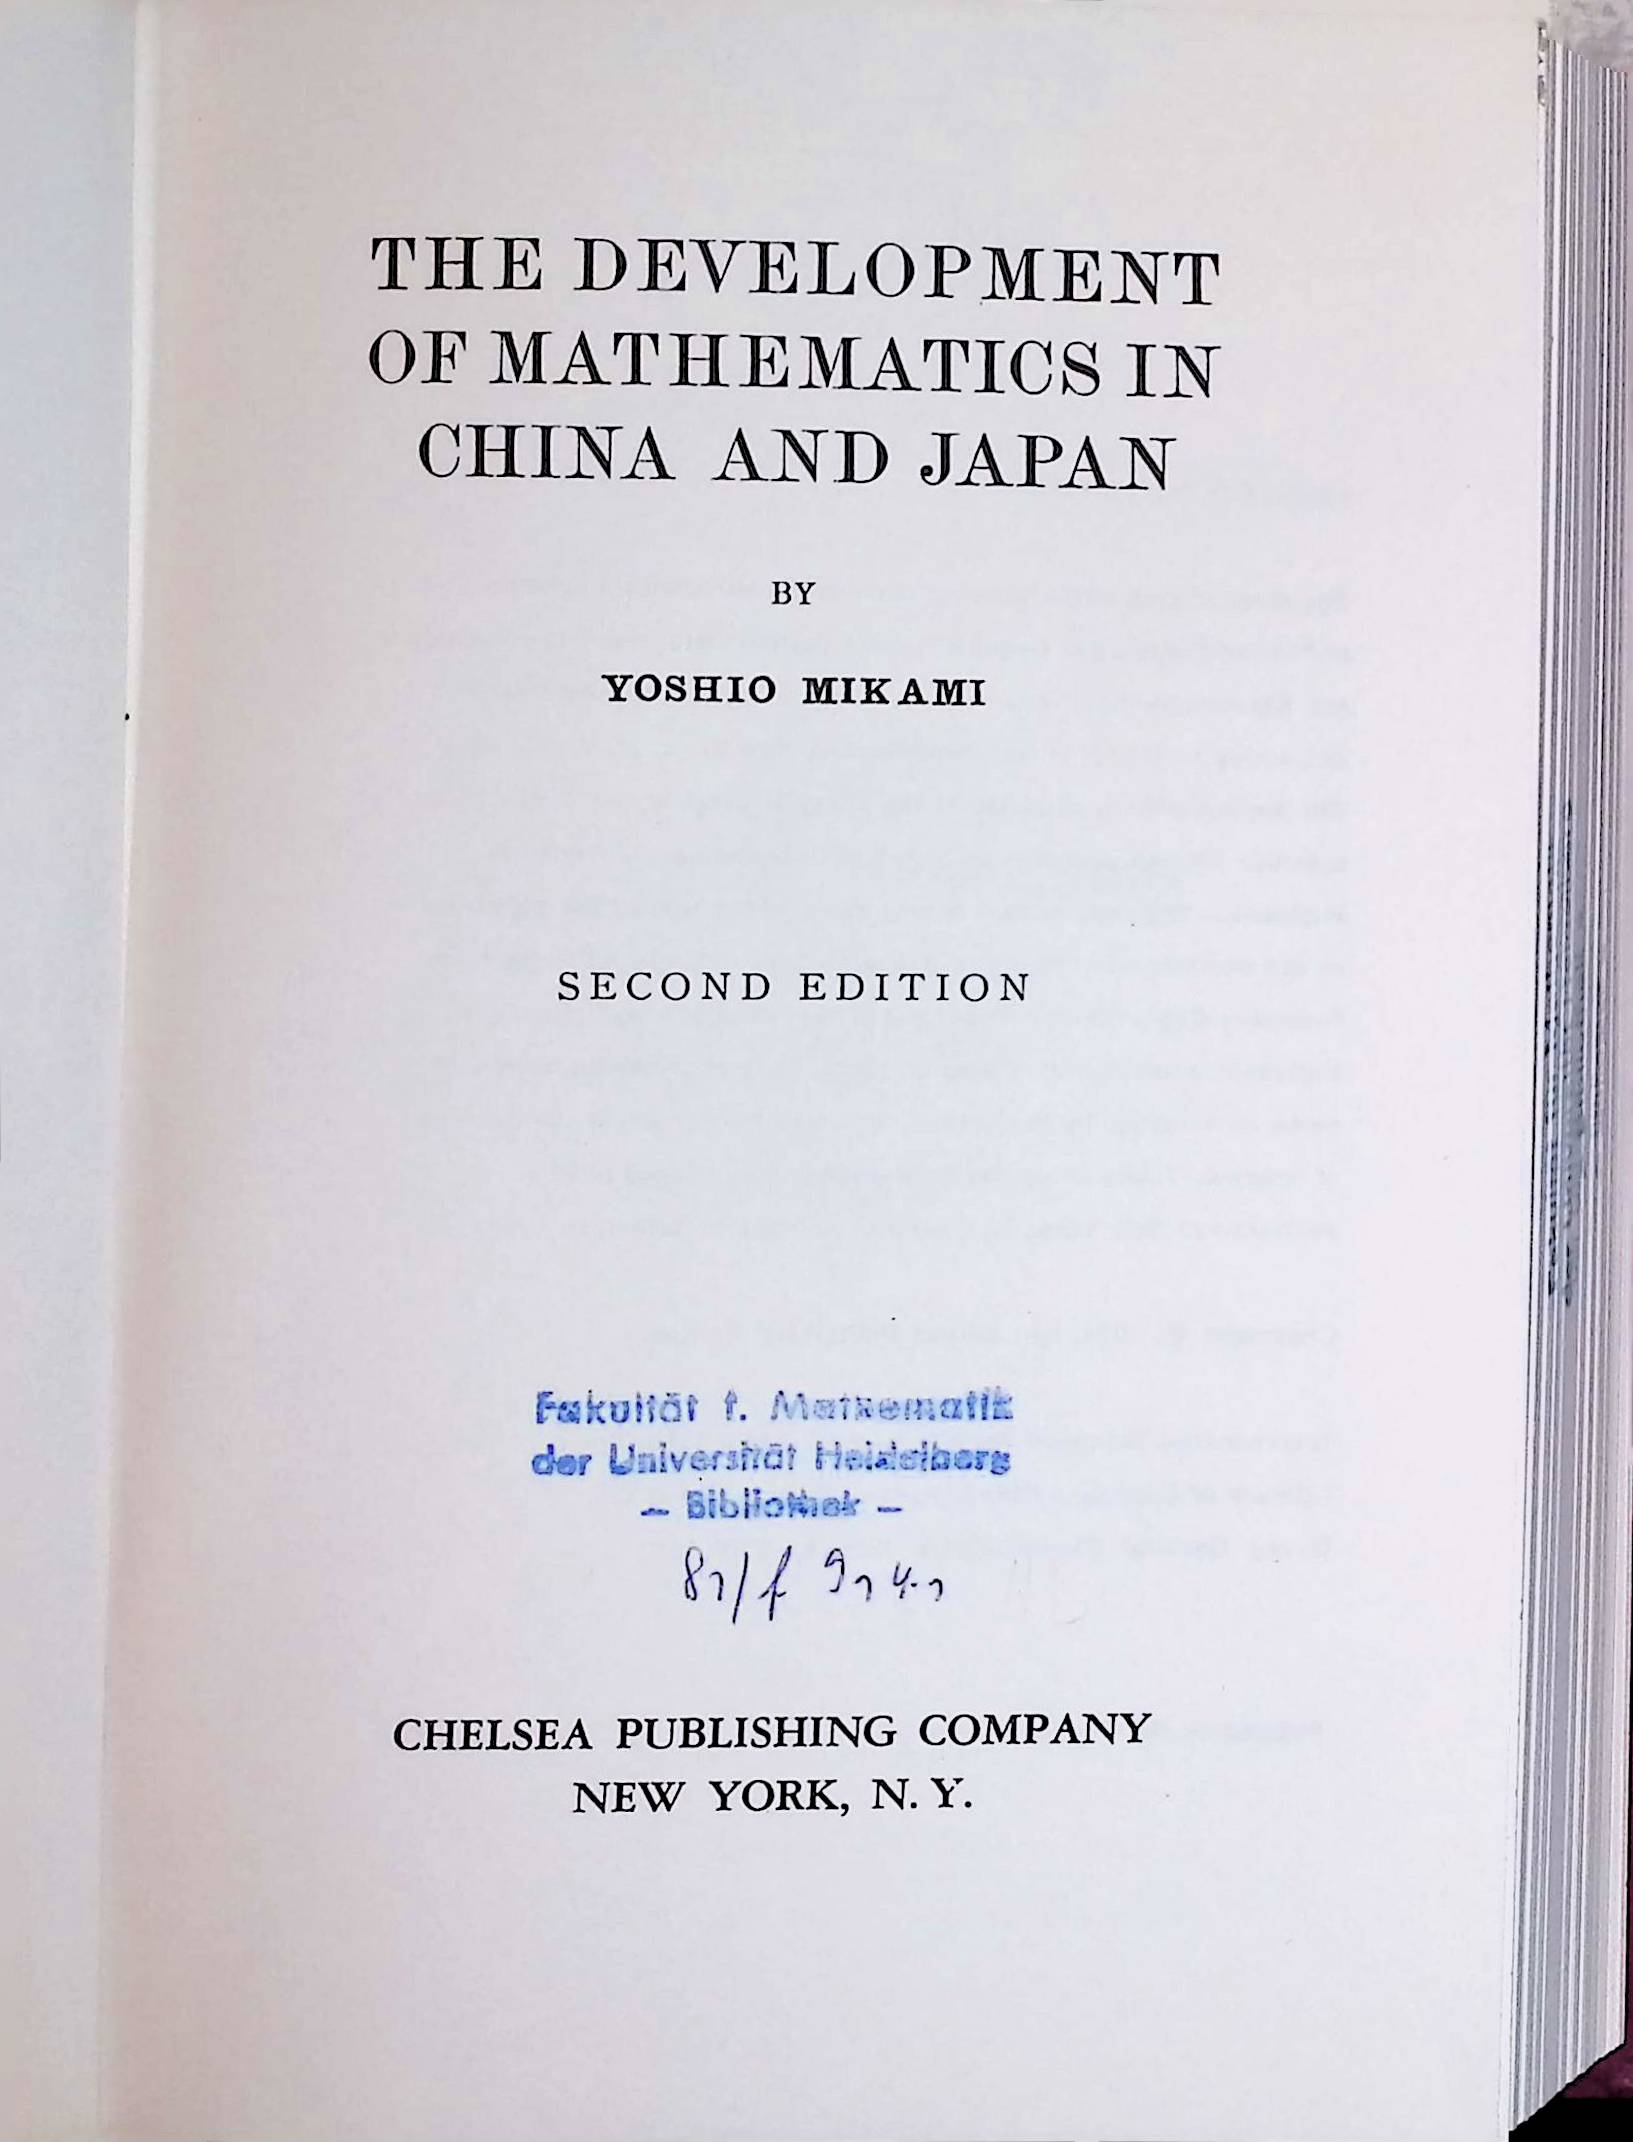 THE DEVELOPMENT
OF MATHEMATICS IN
CHINA AND JAPAN
BY
YOSHIO MIKAMI
SECOND EDITION
Fakultät f. Mathematik
der Universität Heidelberg
– Bibliothek –
CHELSEA PUBLISHING COMPANY
NEW YORK, N. Y.